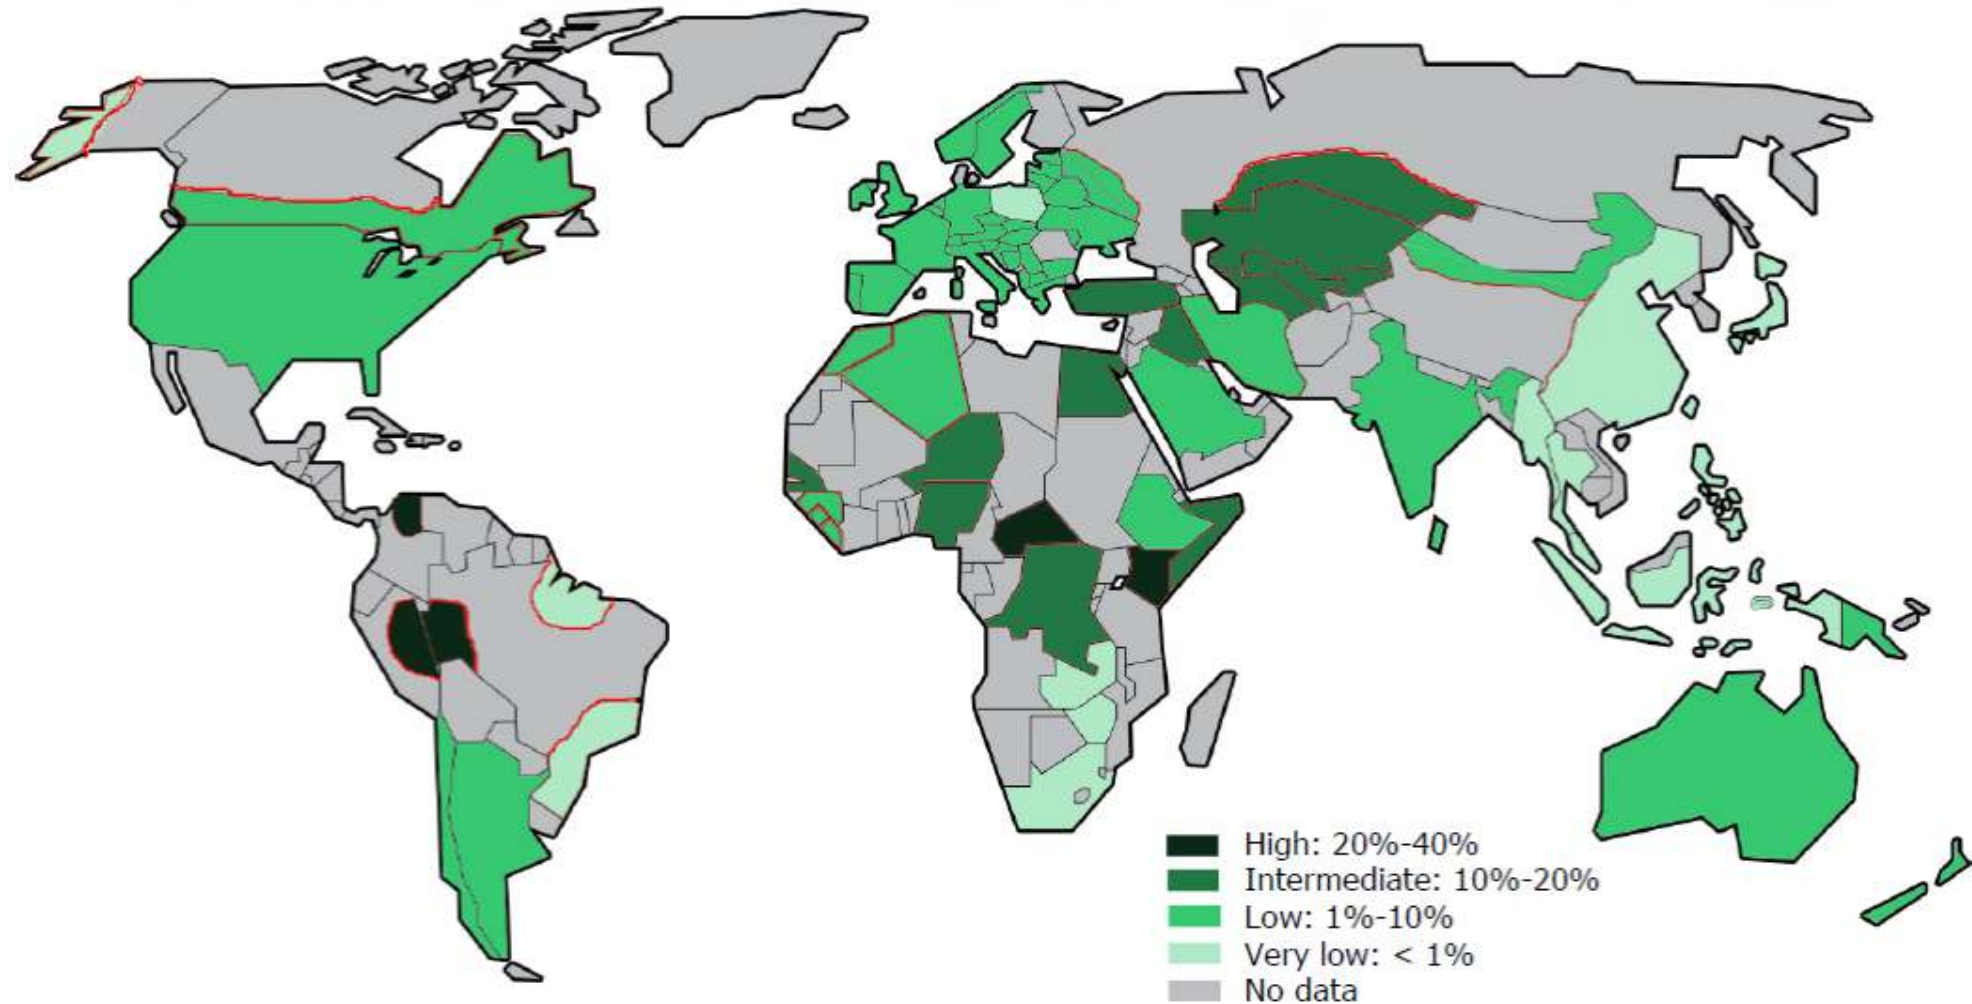 High: 20%-40%
Intermediate: 10%-20%
Low: 1%-10%
Very low: < 1%
No data